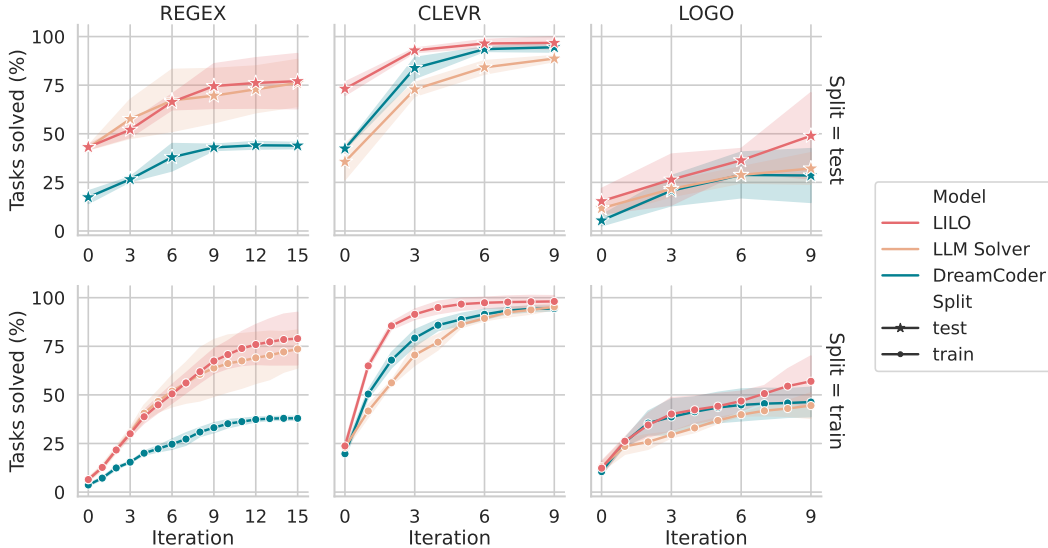 REGEX CLEVR LOGO
Tasks solved (%)
100
75
50
25
0
0 3 6 9 12 15
0 3 6 9
0 3 6 9
Split = test
Tasks solved (%)
100
75
50
25
0
0 3 6 9 12 15
0 3 6 9
0 3 6 9
Split = train
Iteration Iteration Iteration
Model
LILO
LLM Solver
DreamCoder
Split
test
train